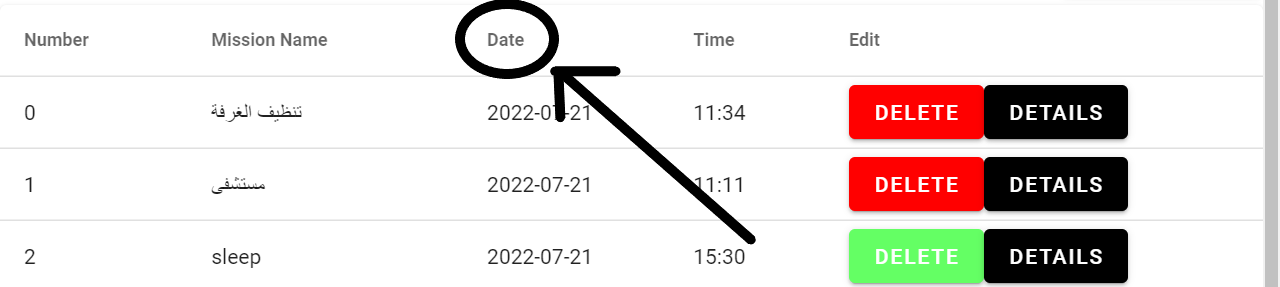 Number Mission Name Date Time Edit
0 تنظيف الغرفة 2022-07-21 11:34 DELETE DETAILS
1 مستشفى 2022-07-21 11:11 DELETE DETAILS
2 sleep 2022-07-21 15:30 DELETE DETAILS